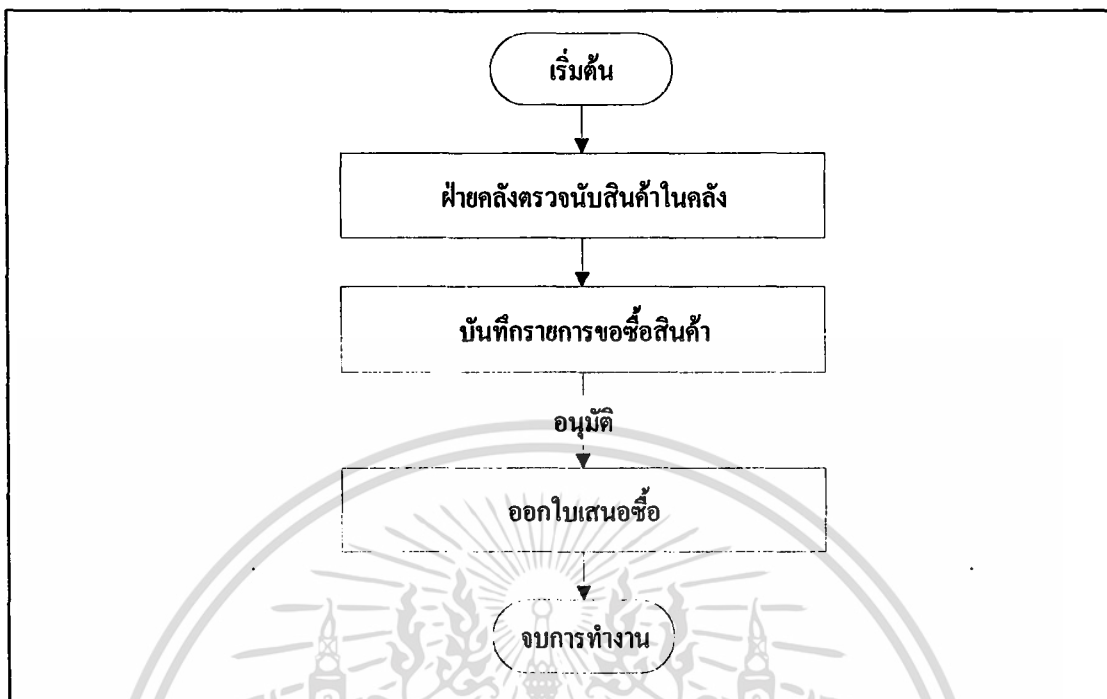 เริ่มต้น
ฝ่ายคลังตรวจนับสินค้าในคลัง
บันทึกรายการขอซื้อสินค้า
อนุมัติ
ออกใบเสนอซื้อ
จบการทำงาน